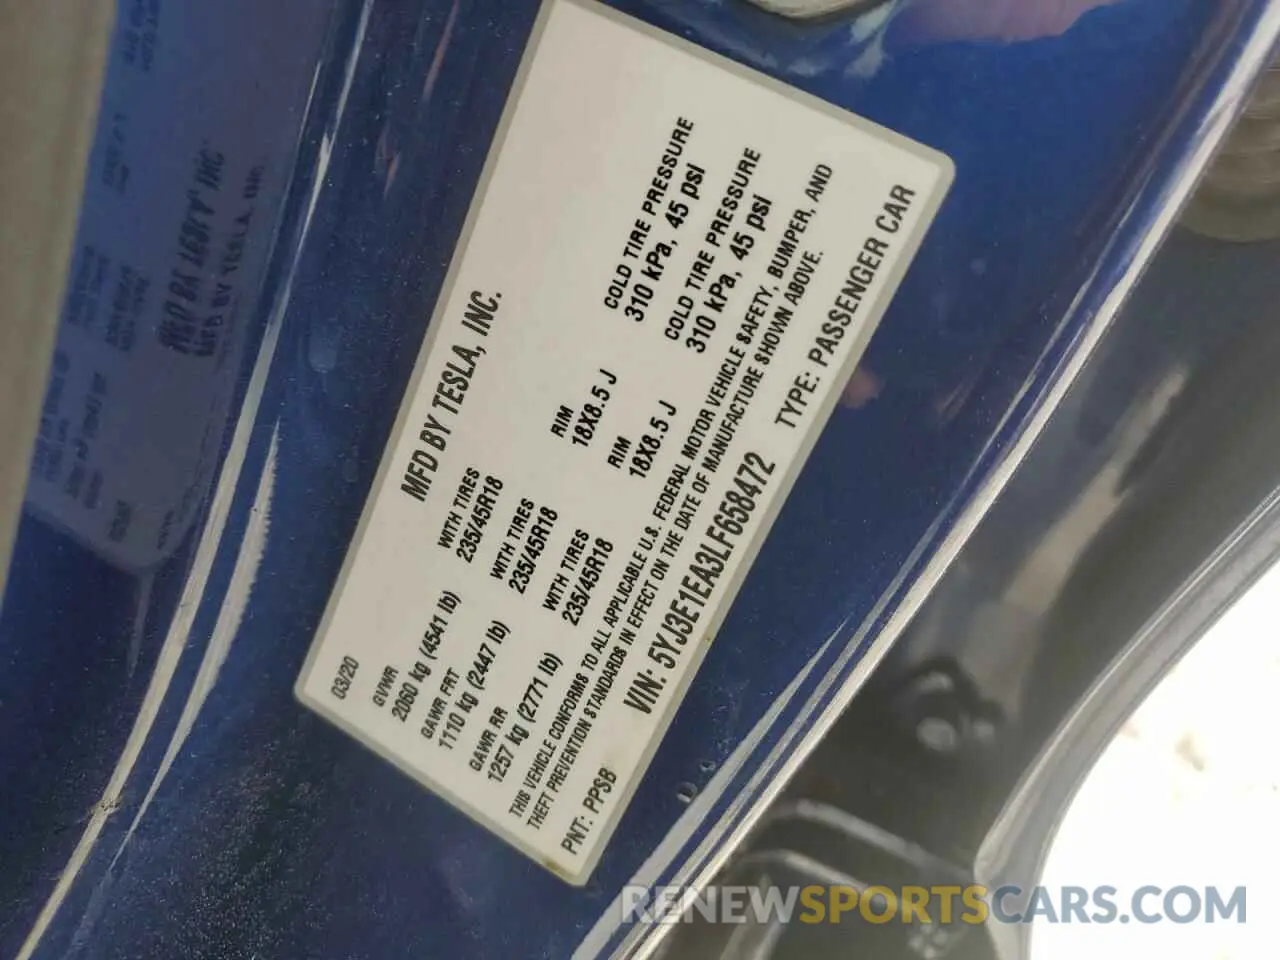 MFD BY TESLA, INC.
03/20
GVWR
2060 kg (4541 lb)
WITH TIRES
235/45R18
GAWR FRT
1110 kg (2447 lb)
WITH TIRES
235/45R18
RIM
18X8.5 J
COLD TIRE PRESSURE
310 kPa, 45 psi
GAWR RR
1257 kg (2771 lb)
WITH TIRES
235/45R18
RIM
18X8.5 J
COLD TIRE PRESSURE
310 kPa, 45 psi
THIS VEHICLE CONFORMS TO ALL APPLICABLE U.S. FEDERAL MOTOR VEHICLE SAFETY, BUMPER, AND
THEFT PREVENTION STANDARDS IN EFFECT ON THE DATE OF MANUFACTURE SHOWN ABOVE.
VIN: 5YJ3E1EA3LF658472 TYPE: PASSENGER CAR
PNT: PPSB
RENEWSPORTSCARS.COM